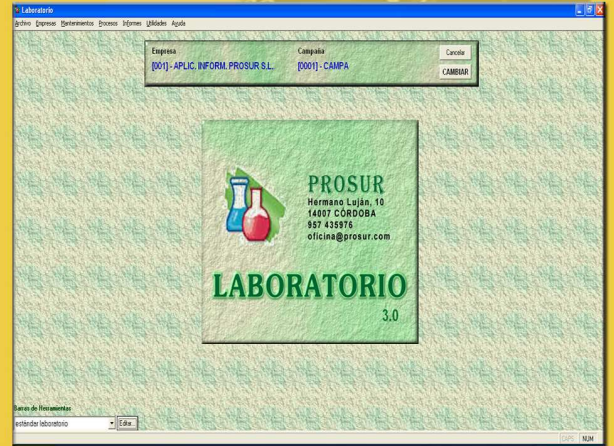 Laboratorio
Archivo Empresas Mantenimientos Procesos Informes Utilidades Ayuda
Empresa Campaña Cancelar
[001] - APLIC. INFORM. PROSUR S.L. [0001] - CAMPA CAMBIAR
PROSUR
Hermano Luján, 10
14007 CÓRDOBA
957 435976
oficina@prosur.com
LABORATORIO
3.0
Barras de Herramientas
estándar laboratorio Editar...
CAPS NUM